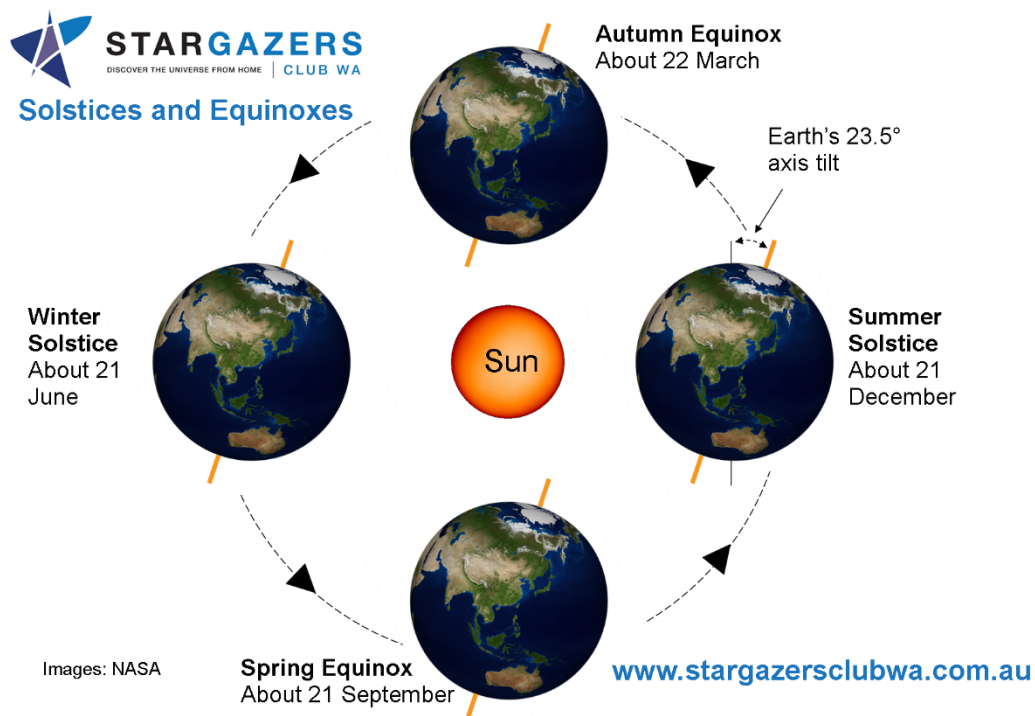 STARGAZERS
DISCOVER THE UNIVERSE FROM HOME | CLUB WA
Solstices and Equinoxes
Autumn Equinox
About 22 March
Earth's 23.5°
axis tilt
Winter
Solstice
About 21
June
Sun
Summer
Solstice
About 21
December
Images: NASA
Spring Equinox
About 21 September
www.stargazersclubwa.com.au